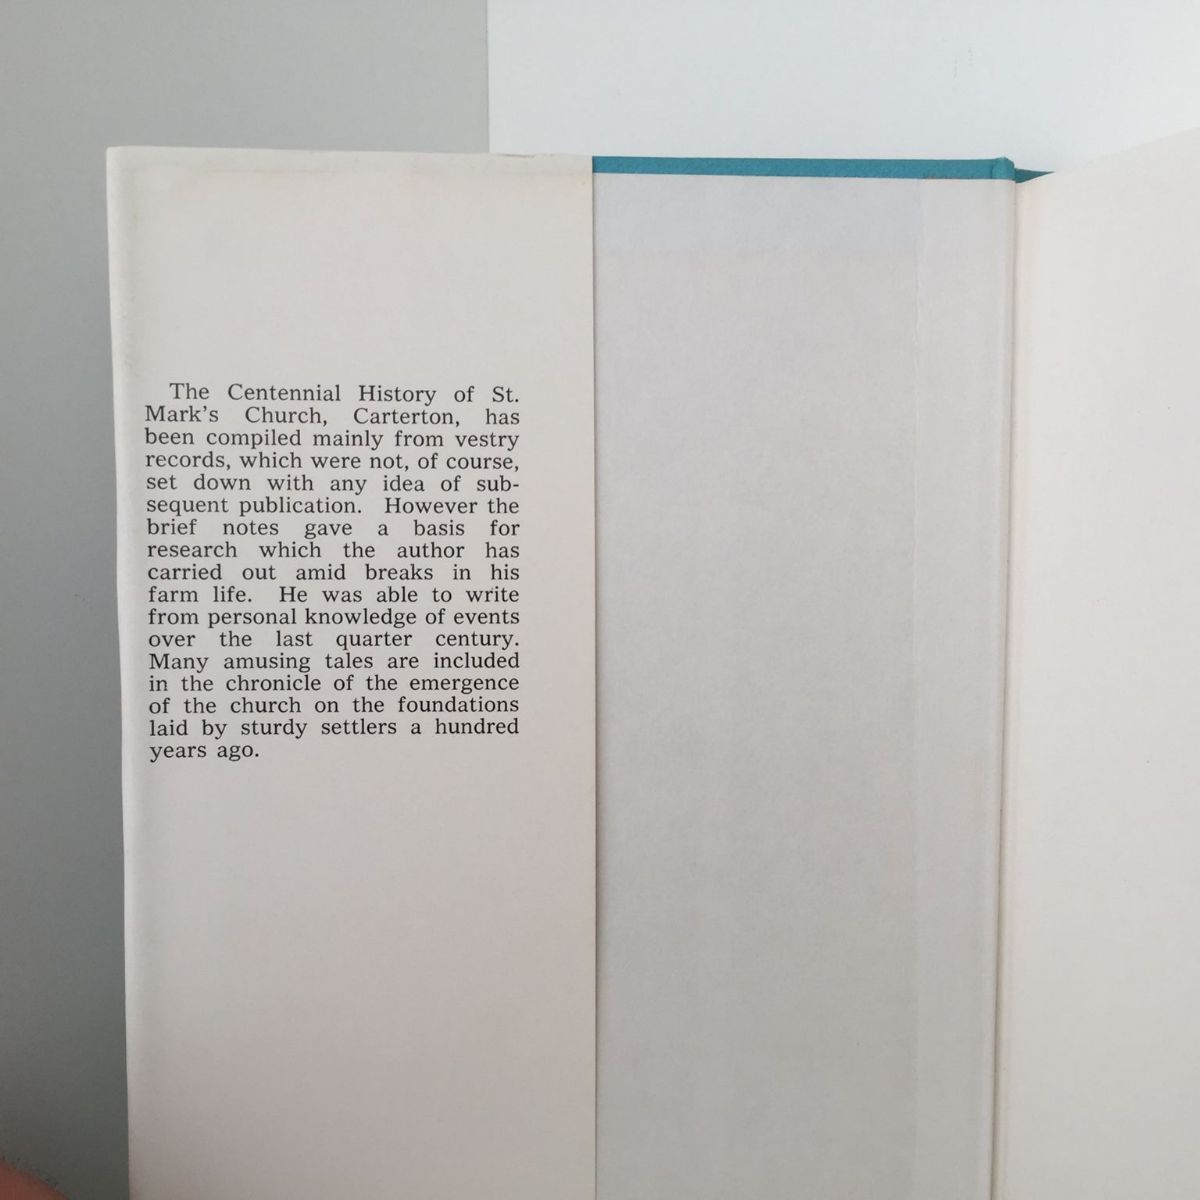 The Centennial History of St.
Mark's Church, Carterton, has
been compiled mainly from vestry
records, which were not, of course,
set down with any idea of sub-
sequent publication. However the
brief notes gave a basis for
research which the author has
carried out amid breaks in his
farm life. He was able to write
from personal knowledge of events
over the last quarter century.
Many amusing tales are included
in the chronicle of the emergence
of the church on the foundations
laid by sturdy settlers a hundred
years ago.